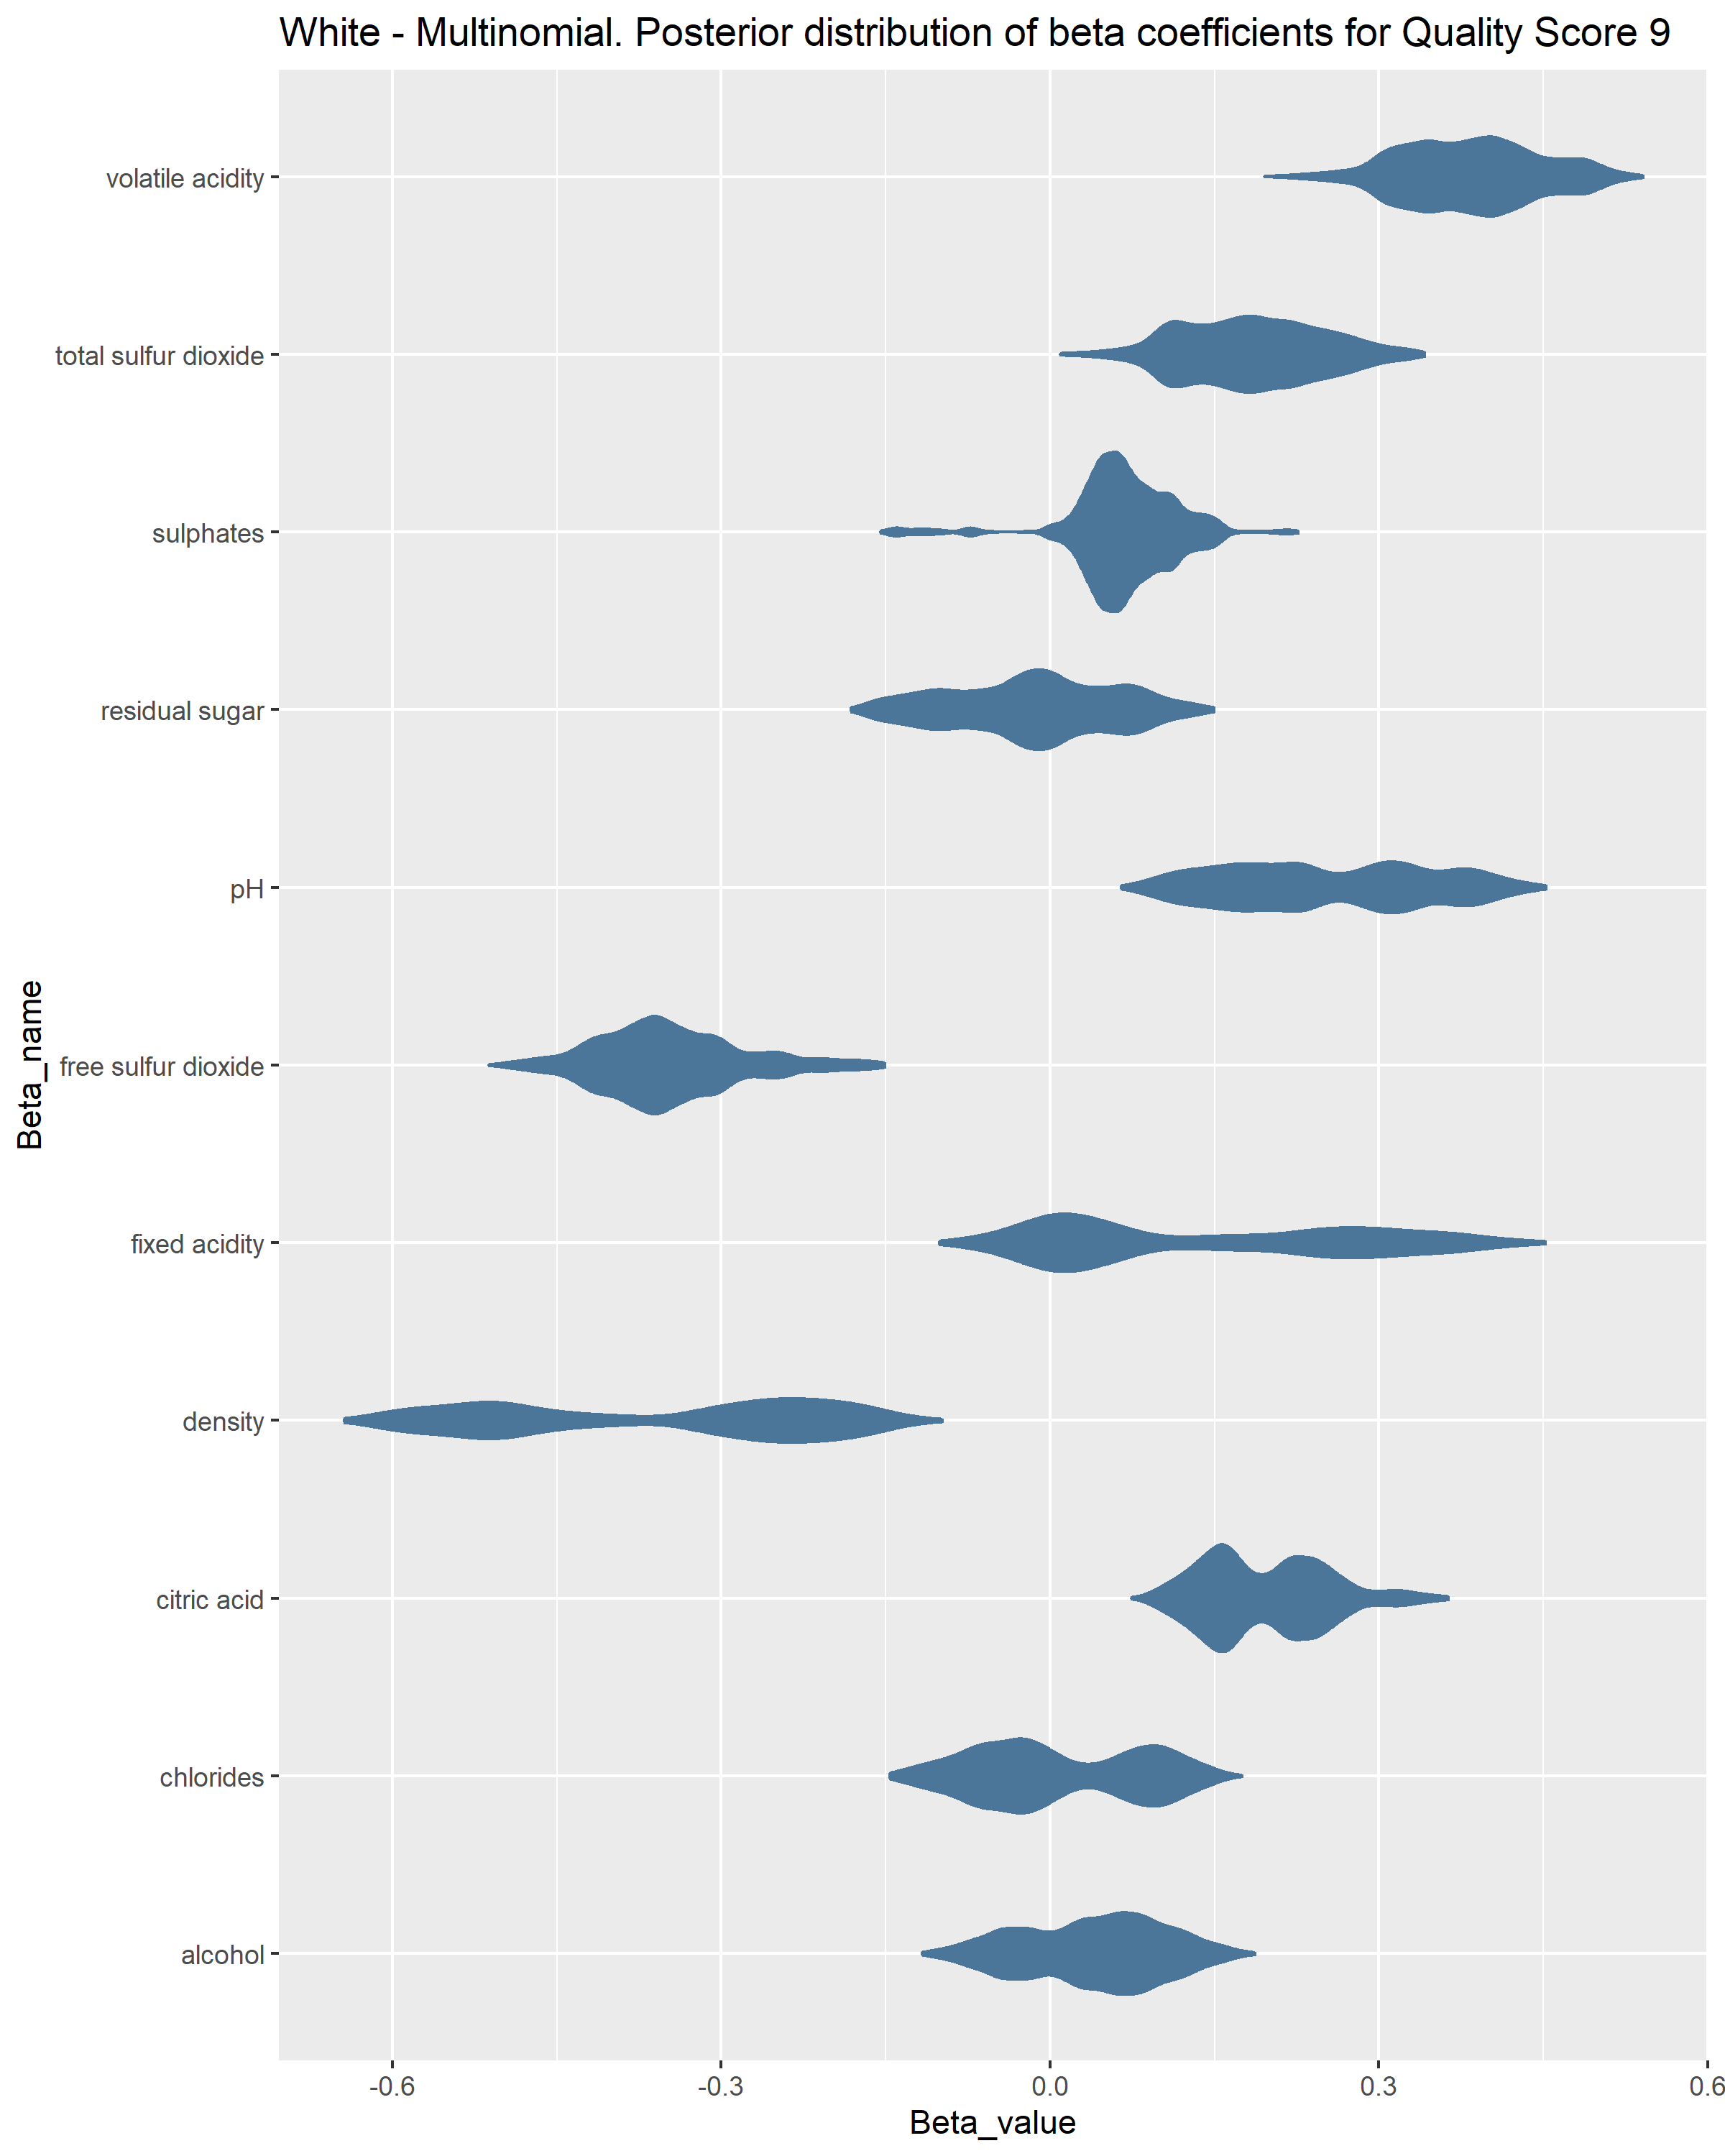 White - Multinomial. Posterior distribution of beta coefficients for Quality Score 9
volatile acidity
total sulfur dioxide
sulphates
residual sugar
pH
free sulfur dioxide
fixed acidity
density
citric acid
chlorides
alcohol
Beta_name
-0.6
-0.3
0.0
0.3
0.6
Beta_value